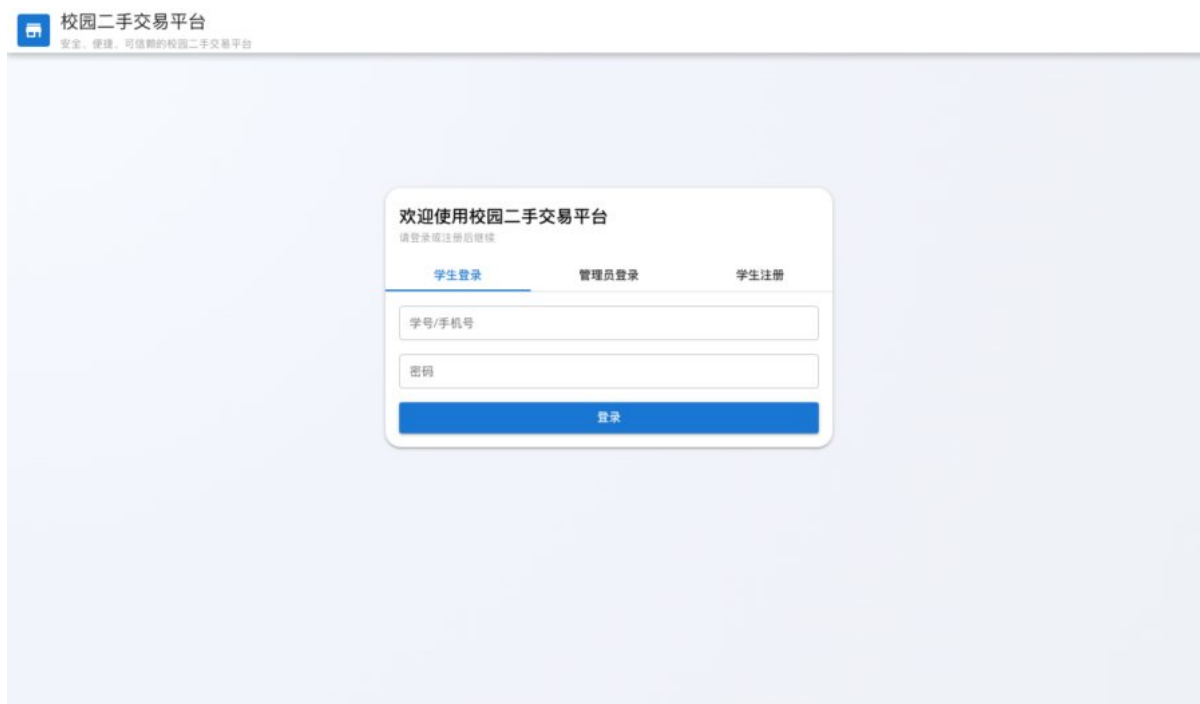 校园二手交易平台
安全、便捷、可信赖的校园二手交易平台
欢迎使用校园二手交易平台
请登录或注册后继续
学生登录 管理员登录 学生注册
学号/手机号
密码
登录